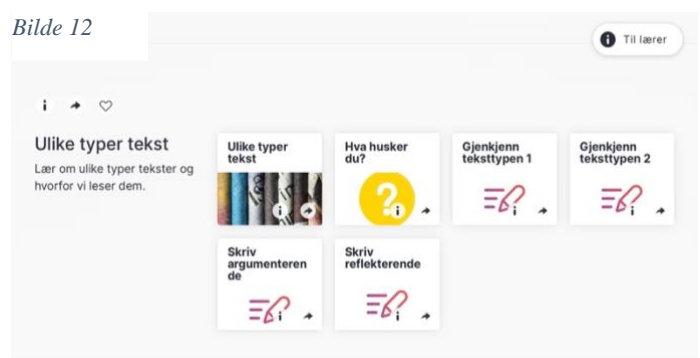 Bilde 12
Til lærer
Ulike typer tekst
Lær om ulike typer tekster og
hvorfor vi leser dem.
Ulike typer
tekst
Hva husker
du?
Gjenkjenn
teksttypen 1
Gjenkjenn
teksttypen 2
Skriv
argumenteren
de
Skriv
reflekterende